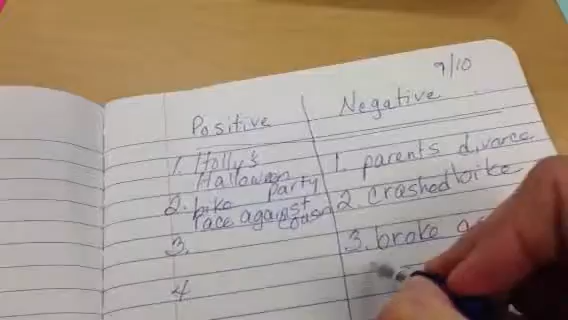 9/10
Positive
Negative
1. Holly's
Halloween
Party
2. bike
race against
cousin
3.
4
1. parents divorce
2. crashed bike
3. broke a